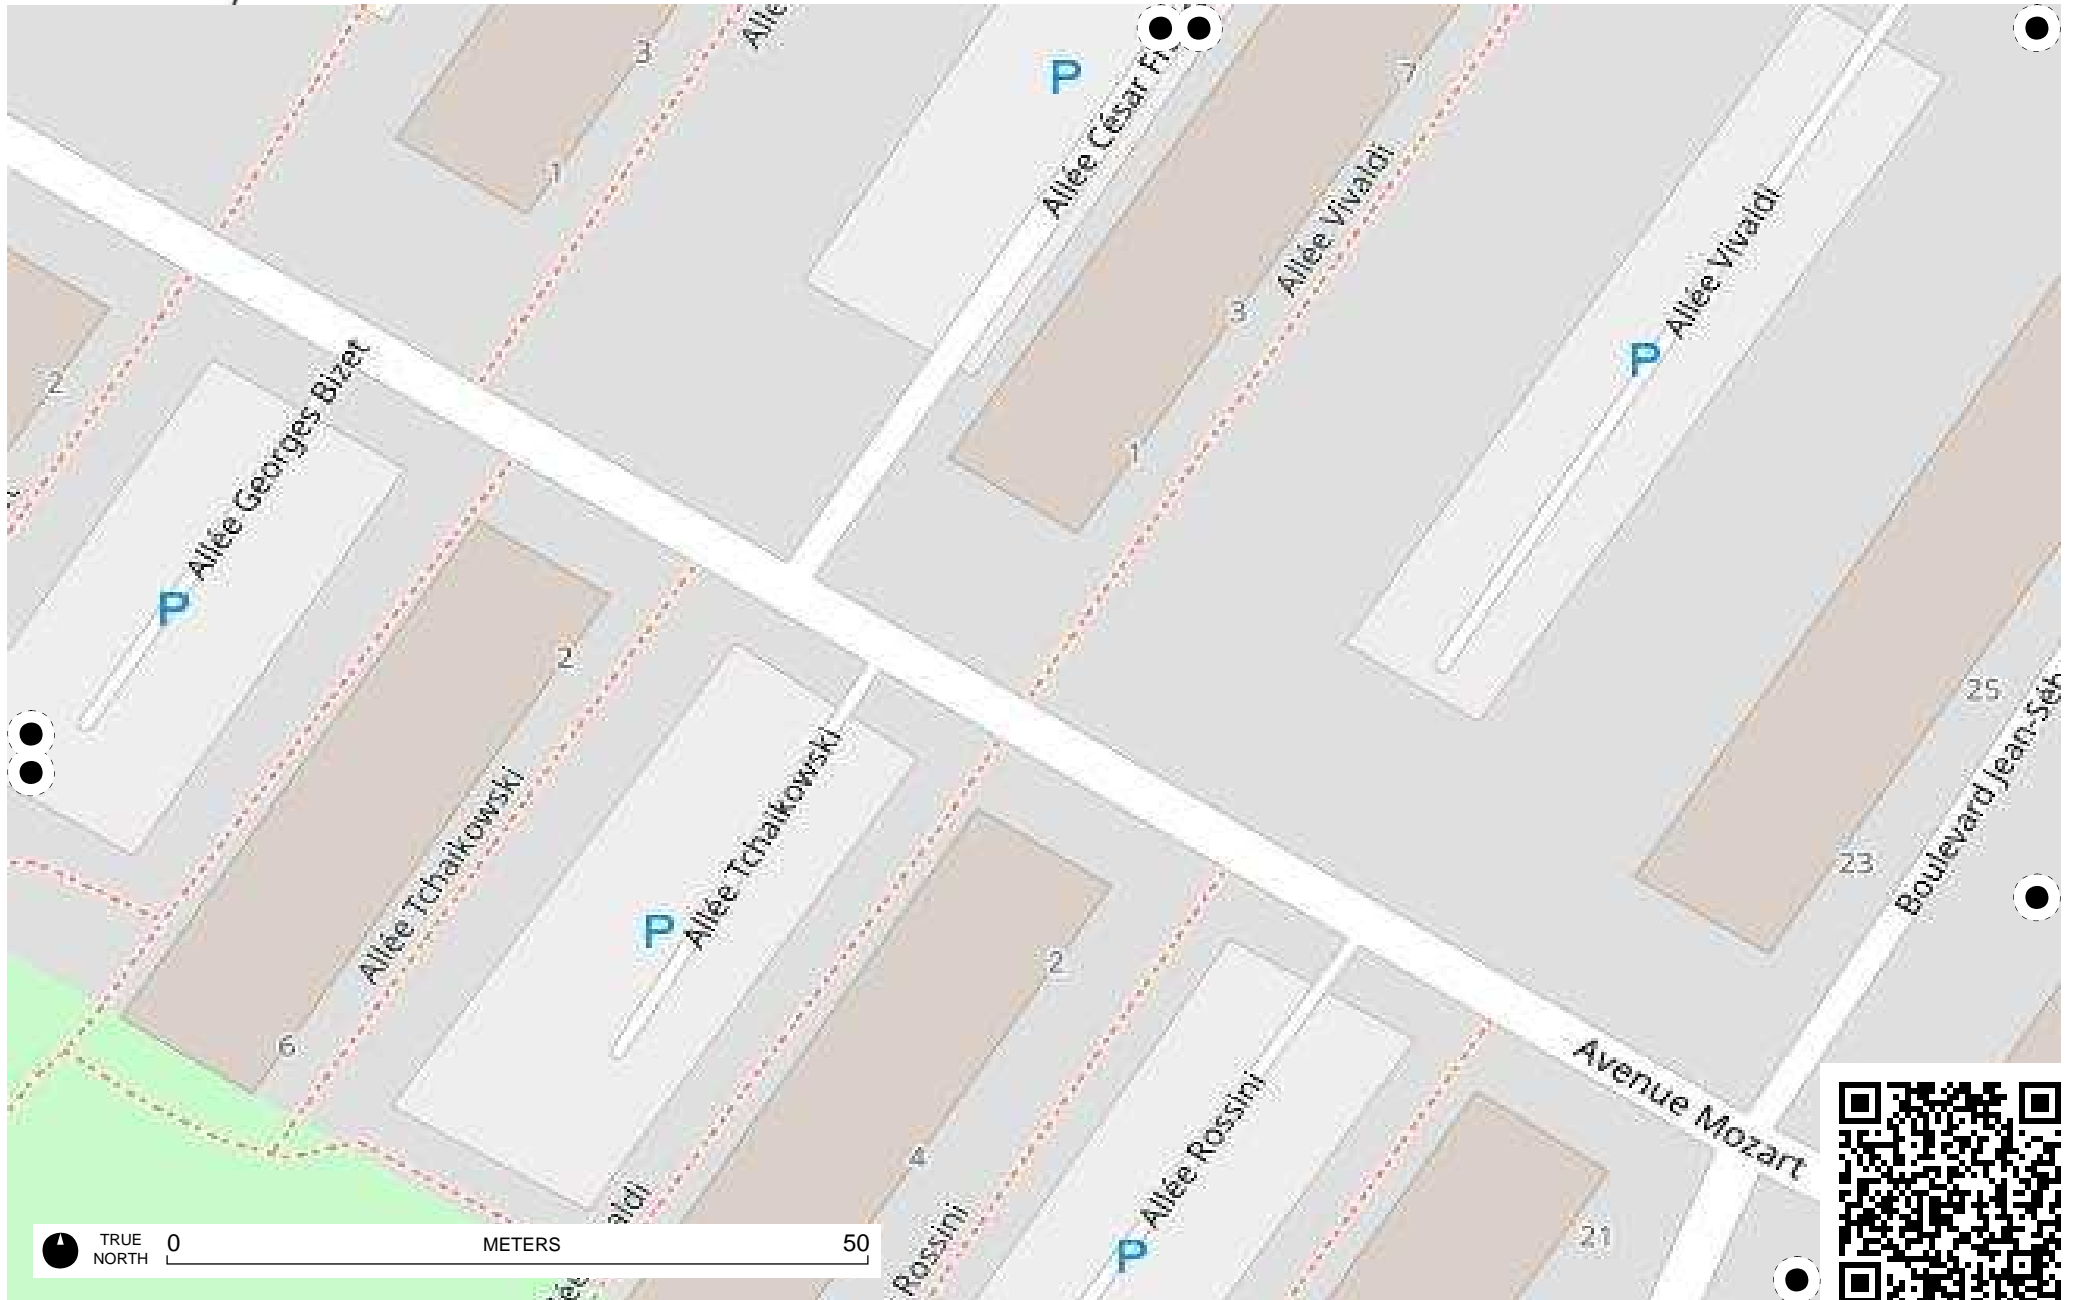 3
P
7
1
Allée Vivaldi
Allée Vivaldi
3
P
Allée Georges Bizet
2
1
P
2
25
Allée Tchaikowski
Allée Tchaikowski
23
P
2
6
Avenue Mozart
Allée Rossini
4
21
P
Rossini
TRUE
NORTH
0 METERS 50
Allée César
Boulevard Jean-Séb